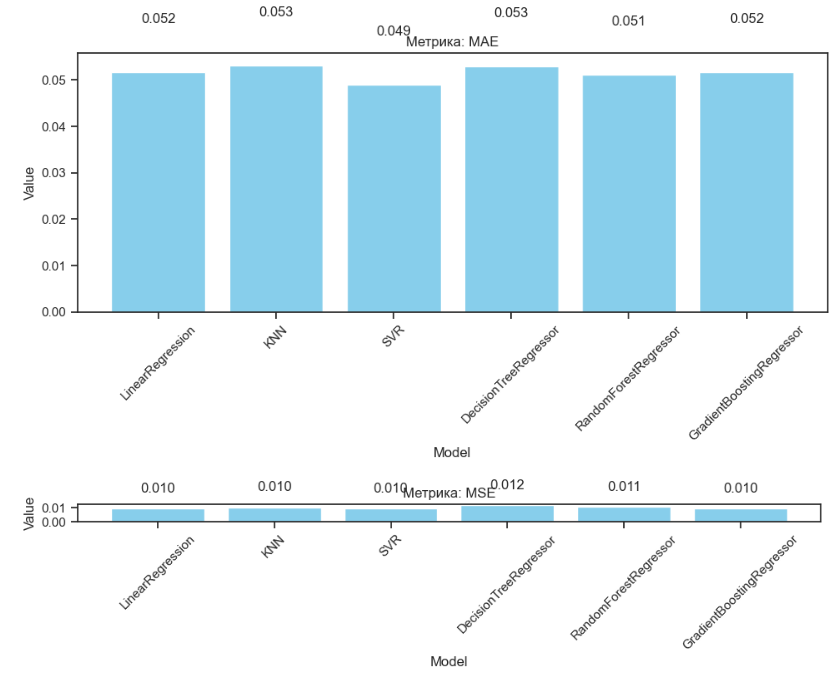 0.052
0.053
0.049
0.053
0.051
0.052
Метрика: MAE
Value
0.05
0.04
0.03
0.02
0.01
0.00
LinearRegression
KNN
SVR
DecisionTreeRegressor
RandomForestRegressor
GradientBoostingRegressor
Model
0.010
0.010
0.010
0.012
0.011
0.010
Метрика: MSE
Value
0.01
0.00
LinearRegression
KNN
SVR
DecisionTreeRegressor
RandomForestRegressor
GradientBoostingRegressor
Model